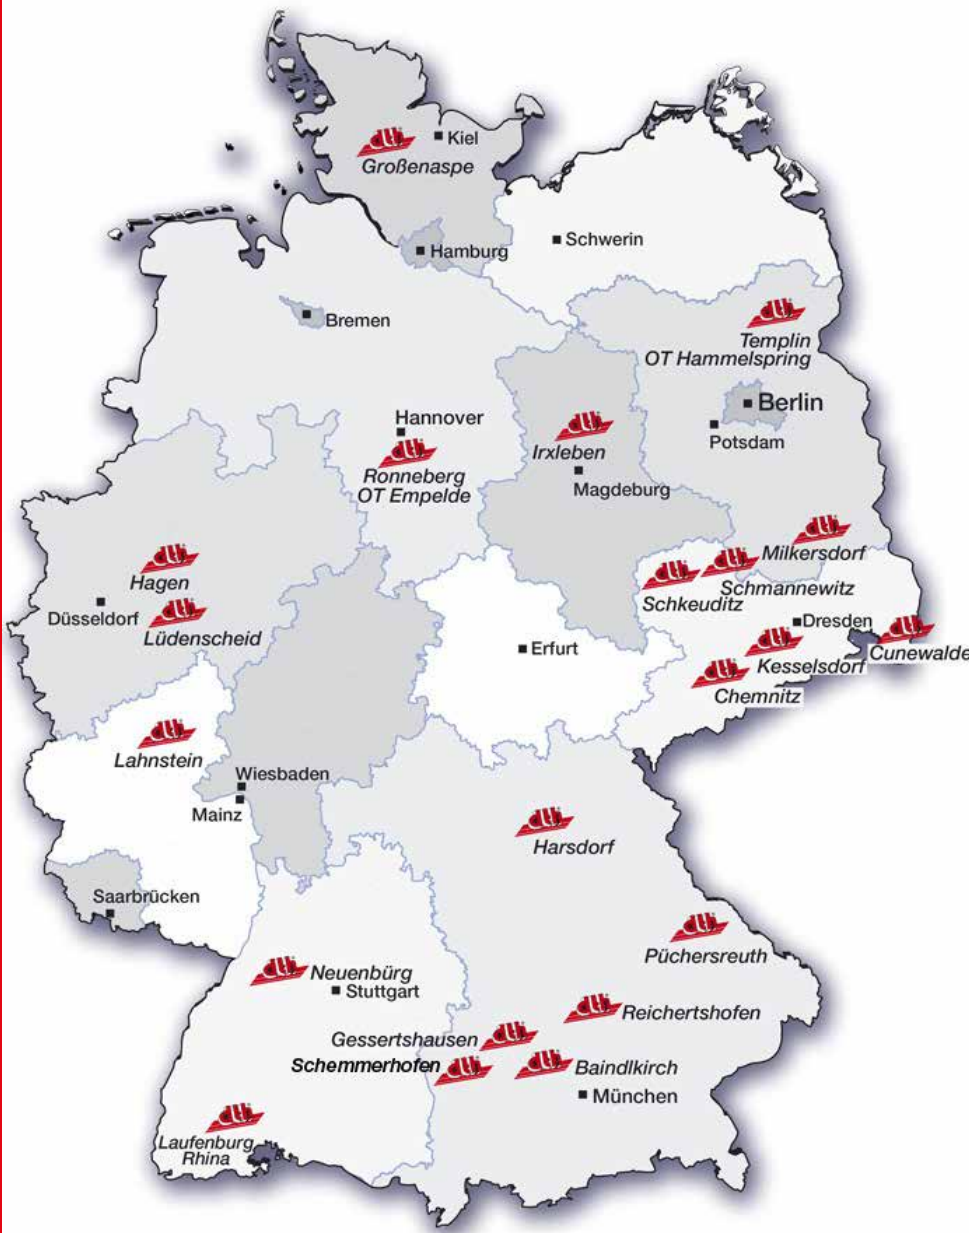 Kiel
Großenaspe
Schwerin
Hamburg
dth
Templin
OT Hammelspring
Bremen
Berlin
Hannover
Potsdam
Irxleben
Ronneberg
OT Empelde
Magdeburg
Milkersdorf
Hagen
Schmannewitz
Schkeuditz
Düsseldorf
Lüdenscheid
Dresden
Erfurt
Cunewalde
Kesselsdorf
Chemnitz
Lahnstein
Wiesbaden
Mainz
Harsdorf
Saarbrücken
Püchersreuth
Neuenbürg
Stuttgart
Reichertshofen
Gessertshausen
Schemmerhofen
Baindlkirch
München
Laufenburg
Rhina